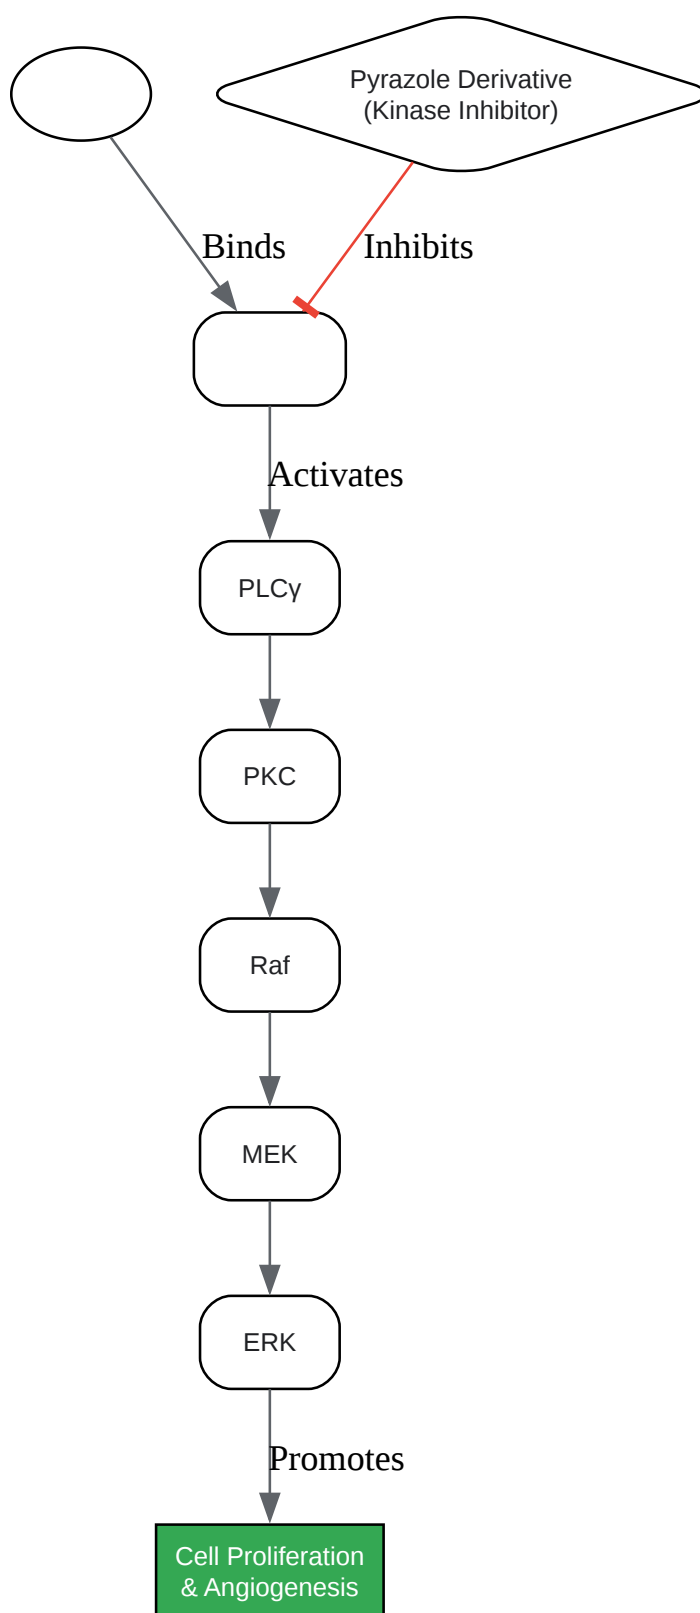 Pyrazole Derivative
(Kinase Inhibitor)
Binds
Inhibits
Activates
PLCγ
PKC
Raf
MEK
ERK
Promotes
Cell Proliferation
& Angiogenesis